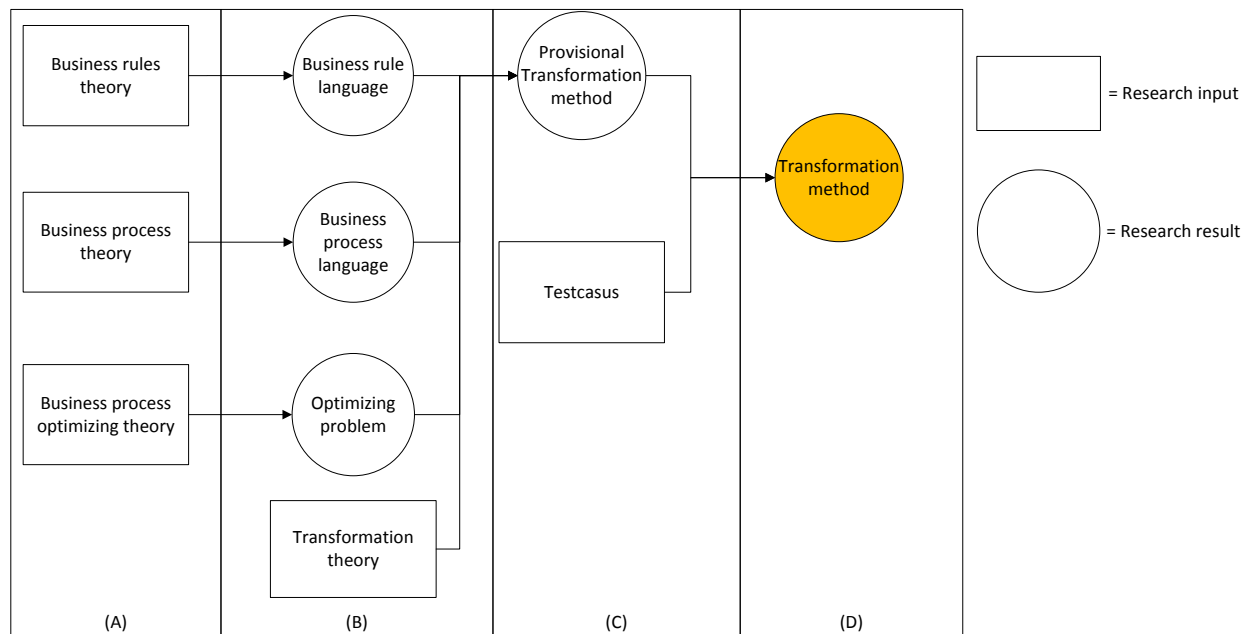 Business rules
theory
Business rule
language
Provisional
Transformation
method
Transformation
method
= Research input
Business process
theory
Business
process
language
Testcasus
= Research result
Business process
optimizing theory
Optimizing
problem
Transformation
theory
(A)
(B)
(C)
(D)